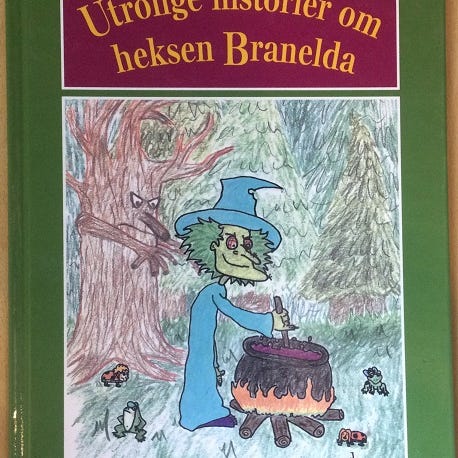 Utrolige historier om
heksen Branelda